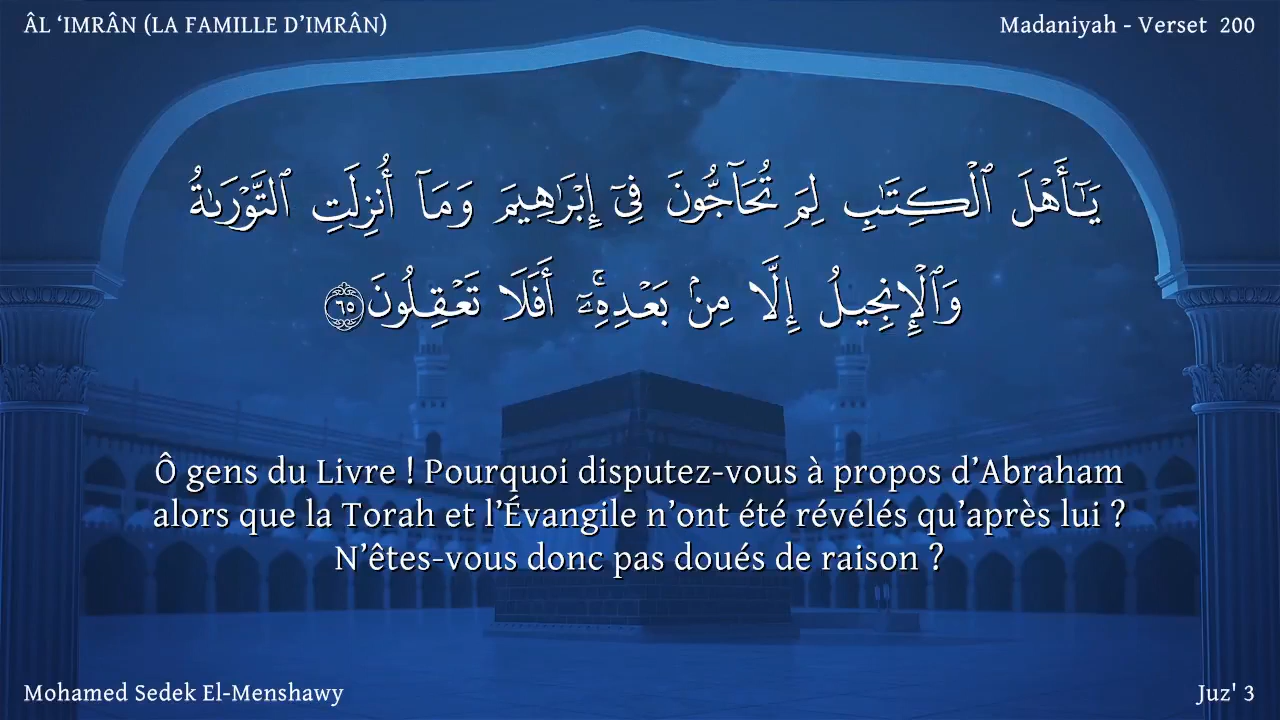 ÂL ‘IMRÂN (LA FAMILLE D’IMRÂN)
Madaniyah - Verset 200
يَـٰٓأَهْلَ ٱلْكِتَـٰبِ لِمَ تُحَآجُّونَ فِىٓ إِبْرَٰهِيمَ وَمَآ أُنزِلَتِ ٱلتَّوْرَىٰةُ
وَٱلْإِنجِيلُ إِلَّا مِنۢ بَعْدِهِۦٓ ۚ أَفَلَا تَعْقِلُونَ ٦٥
Ô gens du Livre ! Pourquoi disputez-vous à propos d’Abraham
alors que la Torah et l’Évangile n’ont été révélés qu’après lui ?
N’êtes-vous donc pas doués de raison ?
Mohamed Sedek El-Menshawy
Juz' 3